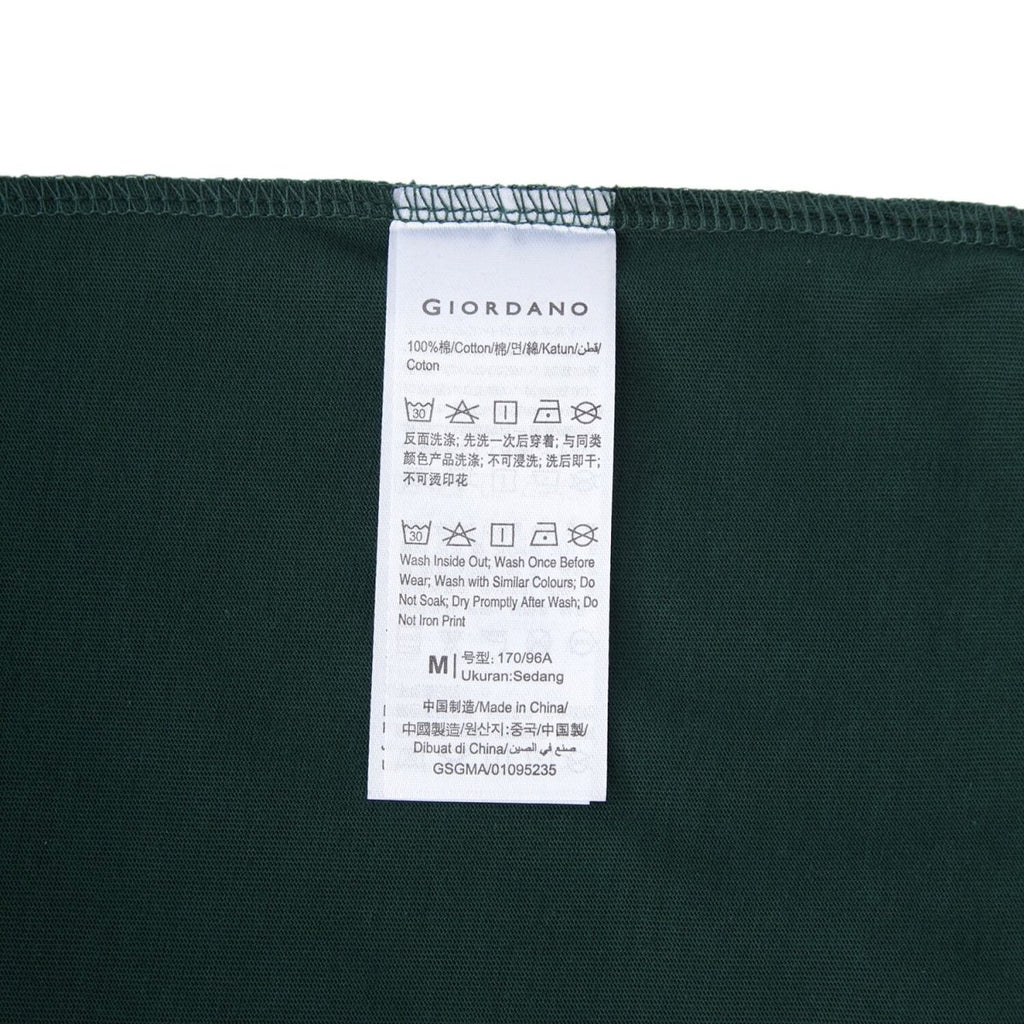 GIORDANO
100%棉/Cotton/棉/면/綿/Katun/قطن/
Coton
30
反面洗涤; 先洗一次后穿着; 与同类
颜色产品洗涤; 不可浸洗; 洗后即干;
不可烫印花
30
Wash Inside Out; Wash Once Before
Wear; Wash with Similar Colours; Do
Not Soak; Dry Promptly After Wash; Do
Not Iron Print
M 号型: 170/96A
Ukuran:Sedang
中国制造/Made in China/
中國製造/원산지:중국/中国製/
Dibuat di China/صنع في الصين
GSGMA/01095235